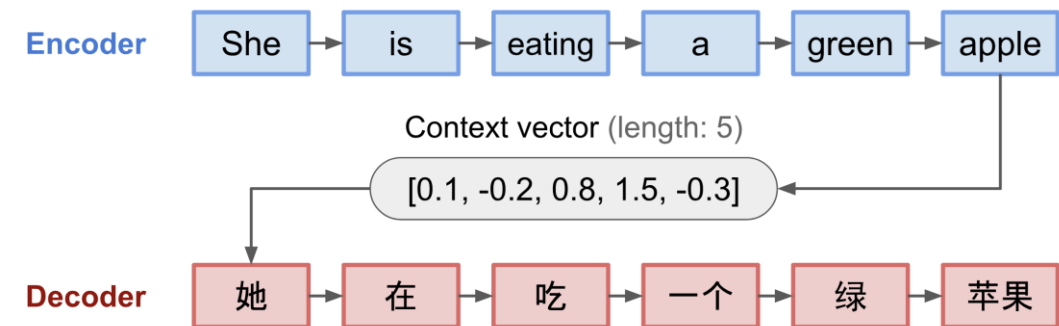 Encoder She is eating a green apple
Context vector (length: 5)
[0.1, -0.2, 0.8, 1.5, -0.3]
Decoder 她 在 吃 一个 绿 苹果